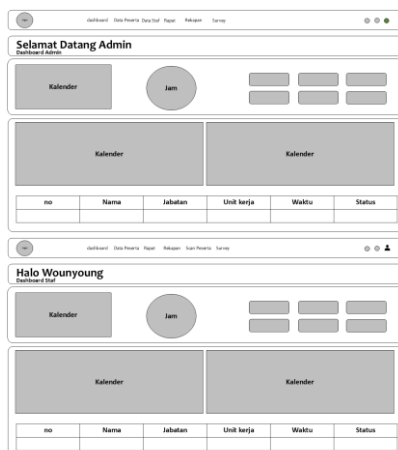 dashboard Data Peserta Data Staf Rapat Rekapan Survey
Selamat Datang Admin
Dashboard Admin
Kalender
Jam
Kalender
Kalender
no Nama Jabatan Unit kerja Waktu Status
dashboard Data Peserta Rapat Rekapan Scan Peserta Survey
Halo Wounyoung
Dashboard Staf
Kalender
Jam
Kalender
Kalender
no Nama Jabatan Unit kerja Waktu Status